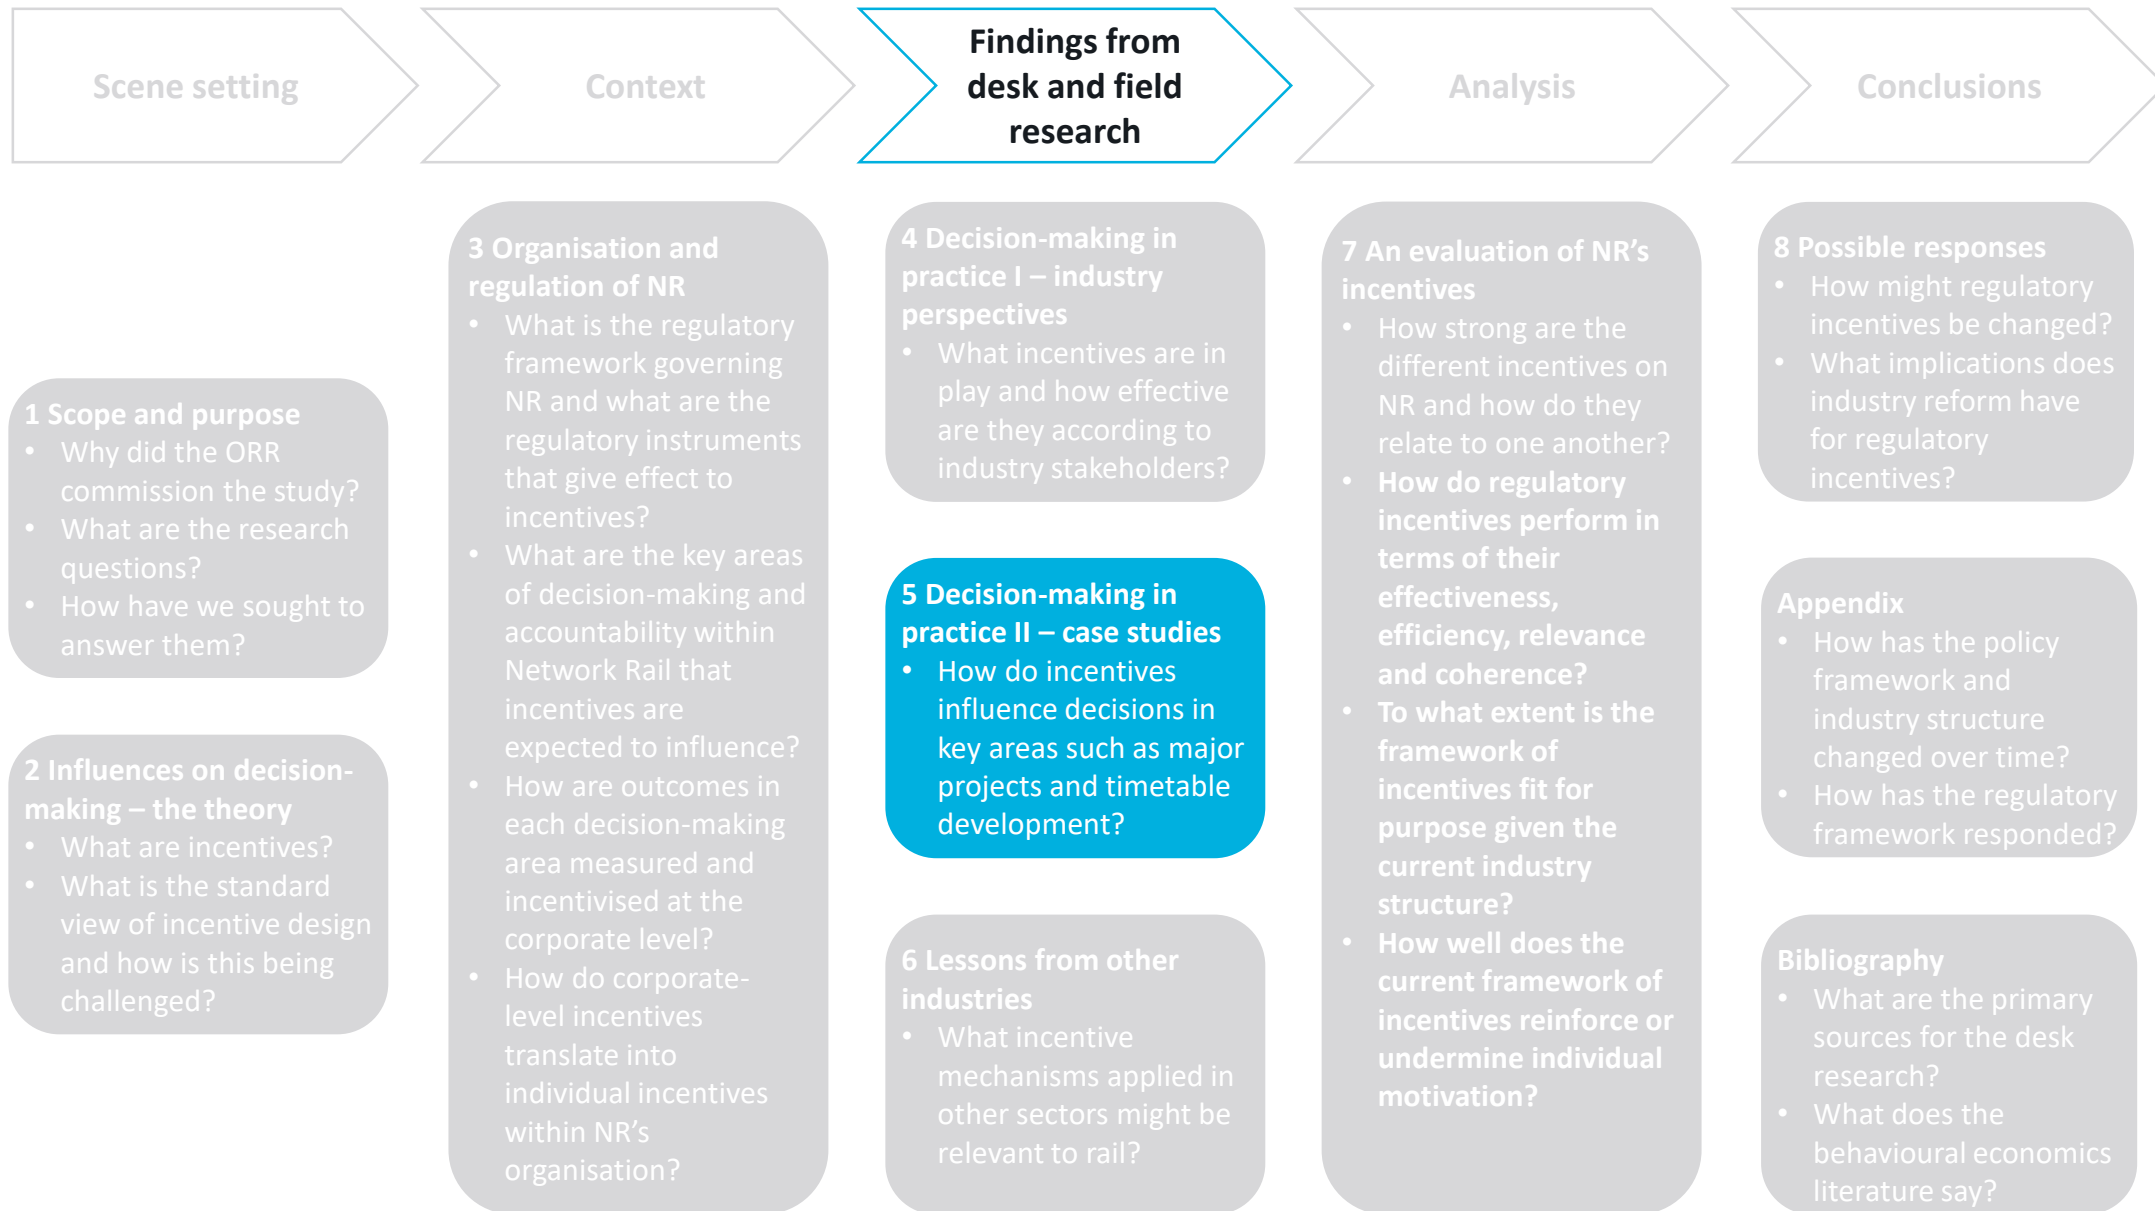 Scene setting
Context
Findings from
desk and field
research
Analysis
Conclusions
1 Scope and purpose
• Why did the ORR
commission the study?
• What are the research
questions?
• How have we sought to
answer them?
2 Influences on decision-
making – the theory
• What are incentives?
• What is the standard
view of incentive design
and how is this being
challenged?
3 Organisation and
regulation of NR
• What is the regulatory
framework governing
NR and what are the
regulatory instruments
that give effect to
incentives?
• What are the key areas
of decision-making and
accountability within
Network Rail that
incentives are
expected to influence?
• How are outcomes in
each decision-making
area measured and
incentivised at the
corporate level?
• How do corporate-
level incentives
translate into
individual incentives
within NR’s
organisation?
4 Decision-making in
practice I – industry
perspectives
• What incentives are in
play and how effective
are they according to
industry stakeholders?
5 Decision-making in
practice II – case studies
• How do incentives
influence decisions in
key areas such as major
projects and timetable
development?
6 Lessons from other
industries
• What incentive
mechanisms applied in
other sectors might be
relevant to rail?
7 An evaluation of NR’s
incentives
• How strong are the
different incentives on
NR and how do they
relate to one another?
• How do regulatory
incentives perform in
terms of their
effectiveness,
efficiency, relevance
and coherence?
• To what extent is the
framework of
incentives fit for
purpose given the
current industry
structure?
• How well does the
current framework of
incentives reinforce or
undermine individual
motivation?
8 Possible responses
• How might regulatory
incentives be changed?
• What implications does
industry reform have
for regulatory
incentives?
Appendix
• How has the policy
framework and
industry structure
changed over time?
• How has the regulatory
framework responded?
Bibliography
• What are the primary
sources for the desk
research?
• What does the
behavioural economics
literature say?